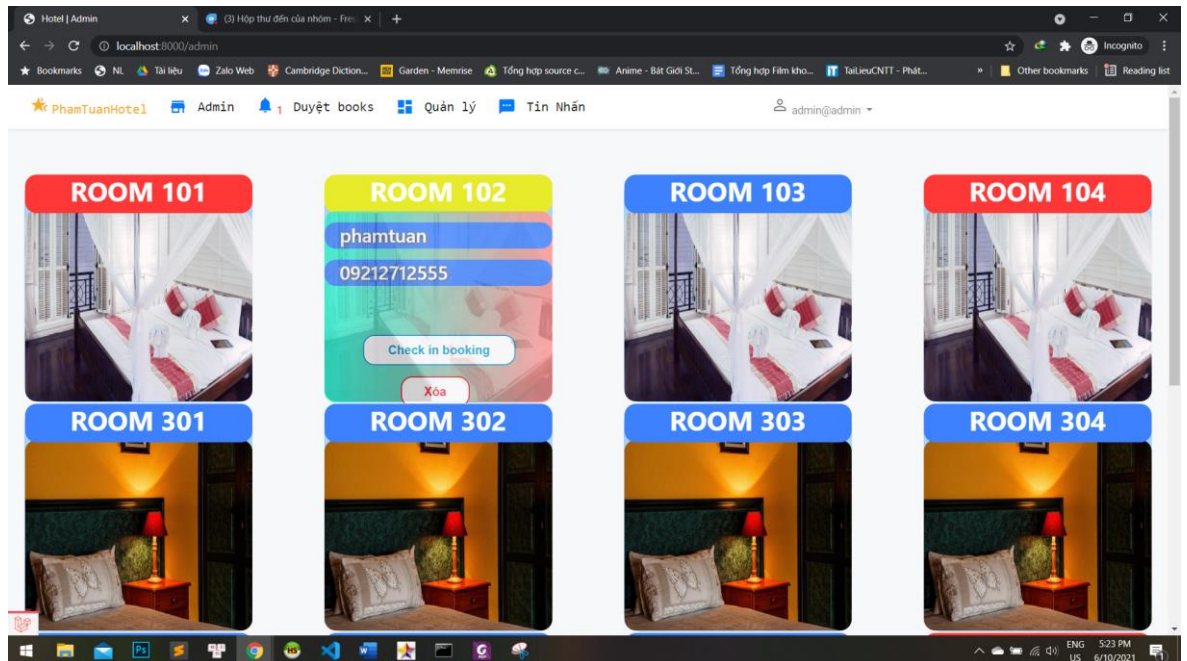 Hotel | Admin
(3) Hộp thư đến của nhóm - Fre
localhost:8000/admin
Incognito
Bookmarks NL Tài liệu Zalo Web Cambridge Diction... Garden - Memrise Tổng hợp source c... Anime - Bát Giới St... Tổng hợp Film kho... TaiLieuCNTT - Phát... » Other bookmarks Reading list
PhamTuanHotel Admin 1 Duyệt books Quản lý Tin Nhắn admin@admin
ROOM 101 ROOM 102 ROOM 103 ROOM 104
phamtuan
09212712555
Check in booking
Xóa
ROOM 301 ROOM 302 ROOM 303 ROOM 304
ENG 5:23 PM
US 6/10/2021